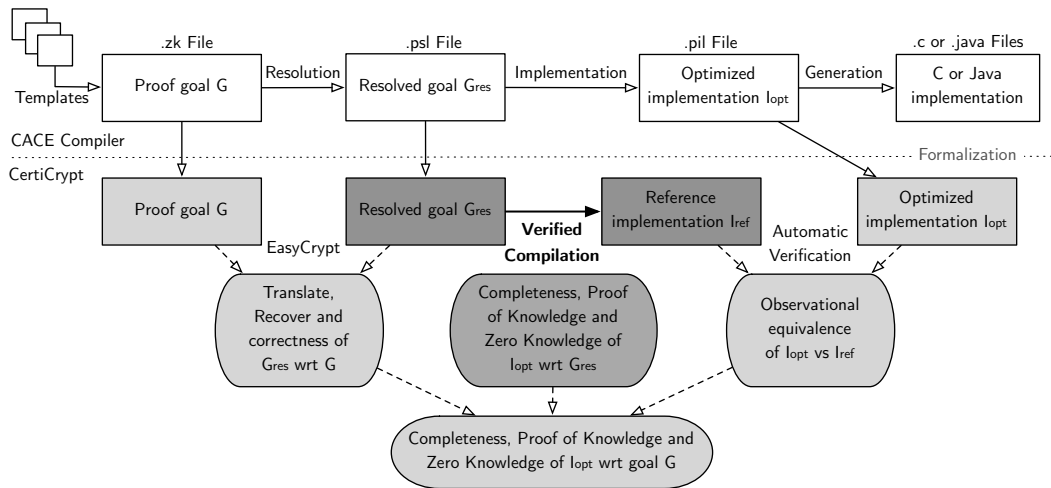 .zk File
.psl File
.pil File
.c or .java Files
Templates
Proof goal G
Resolution
Resolved goal Gres
Implementation
Optimized
implementation Iopt
Generation
C or Java
implementation
CACE Compiler
Formalization
CertiCrypt
Proof goal G
Resolved goal Gres
Verified
Compilation
Reference
implementation Iref
Optimized
implementation Iopt
EasyCrypt
Automatic
Verification
Translate,
Recover and
correctness of
Gres wrt G
Completeness, Proof
of Knowledge and
Zero Knowledge of
Iopt wrt Gres
Observational
equivalence
of Iopt vs Iref
Completeness, Proof of Knowledge and
Zero Knowledge of Iopt wrt goal G